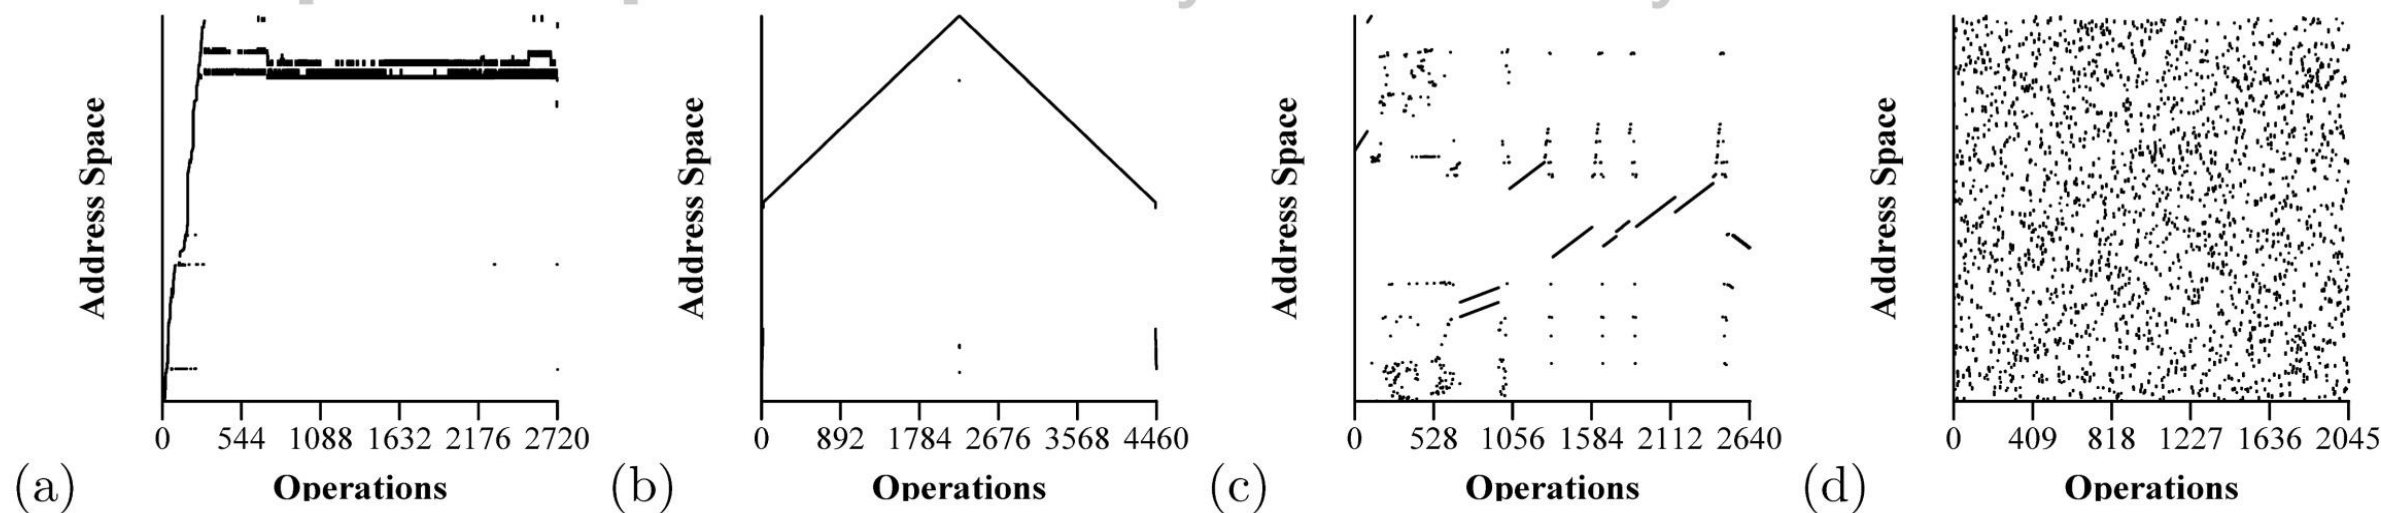 Address Space
0 544 1088 1632 2176 2720
(a) Operations
Address Space
0 892 1784 2676 3568 4460
(b) Operations
Address Space
0 528 1056 1584 2112 2640
(c) Operations
Address Space
0 409 818 1227 1636 2045
(d) Operations